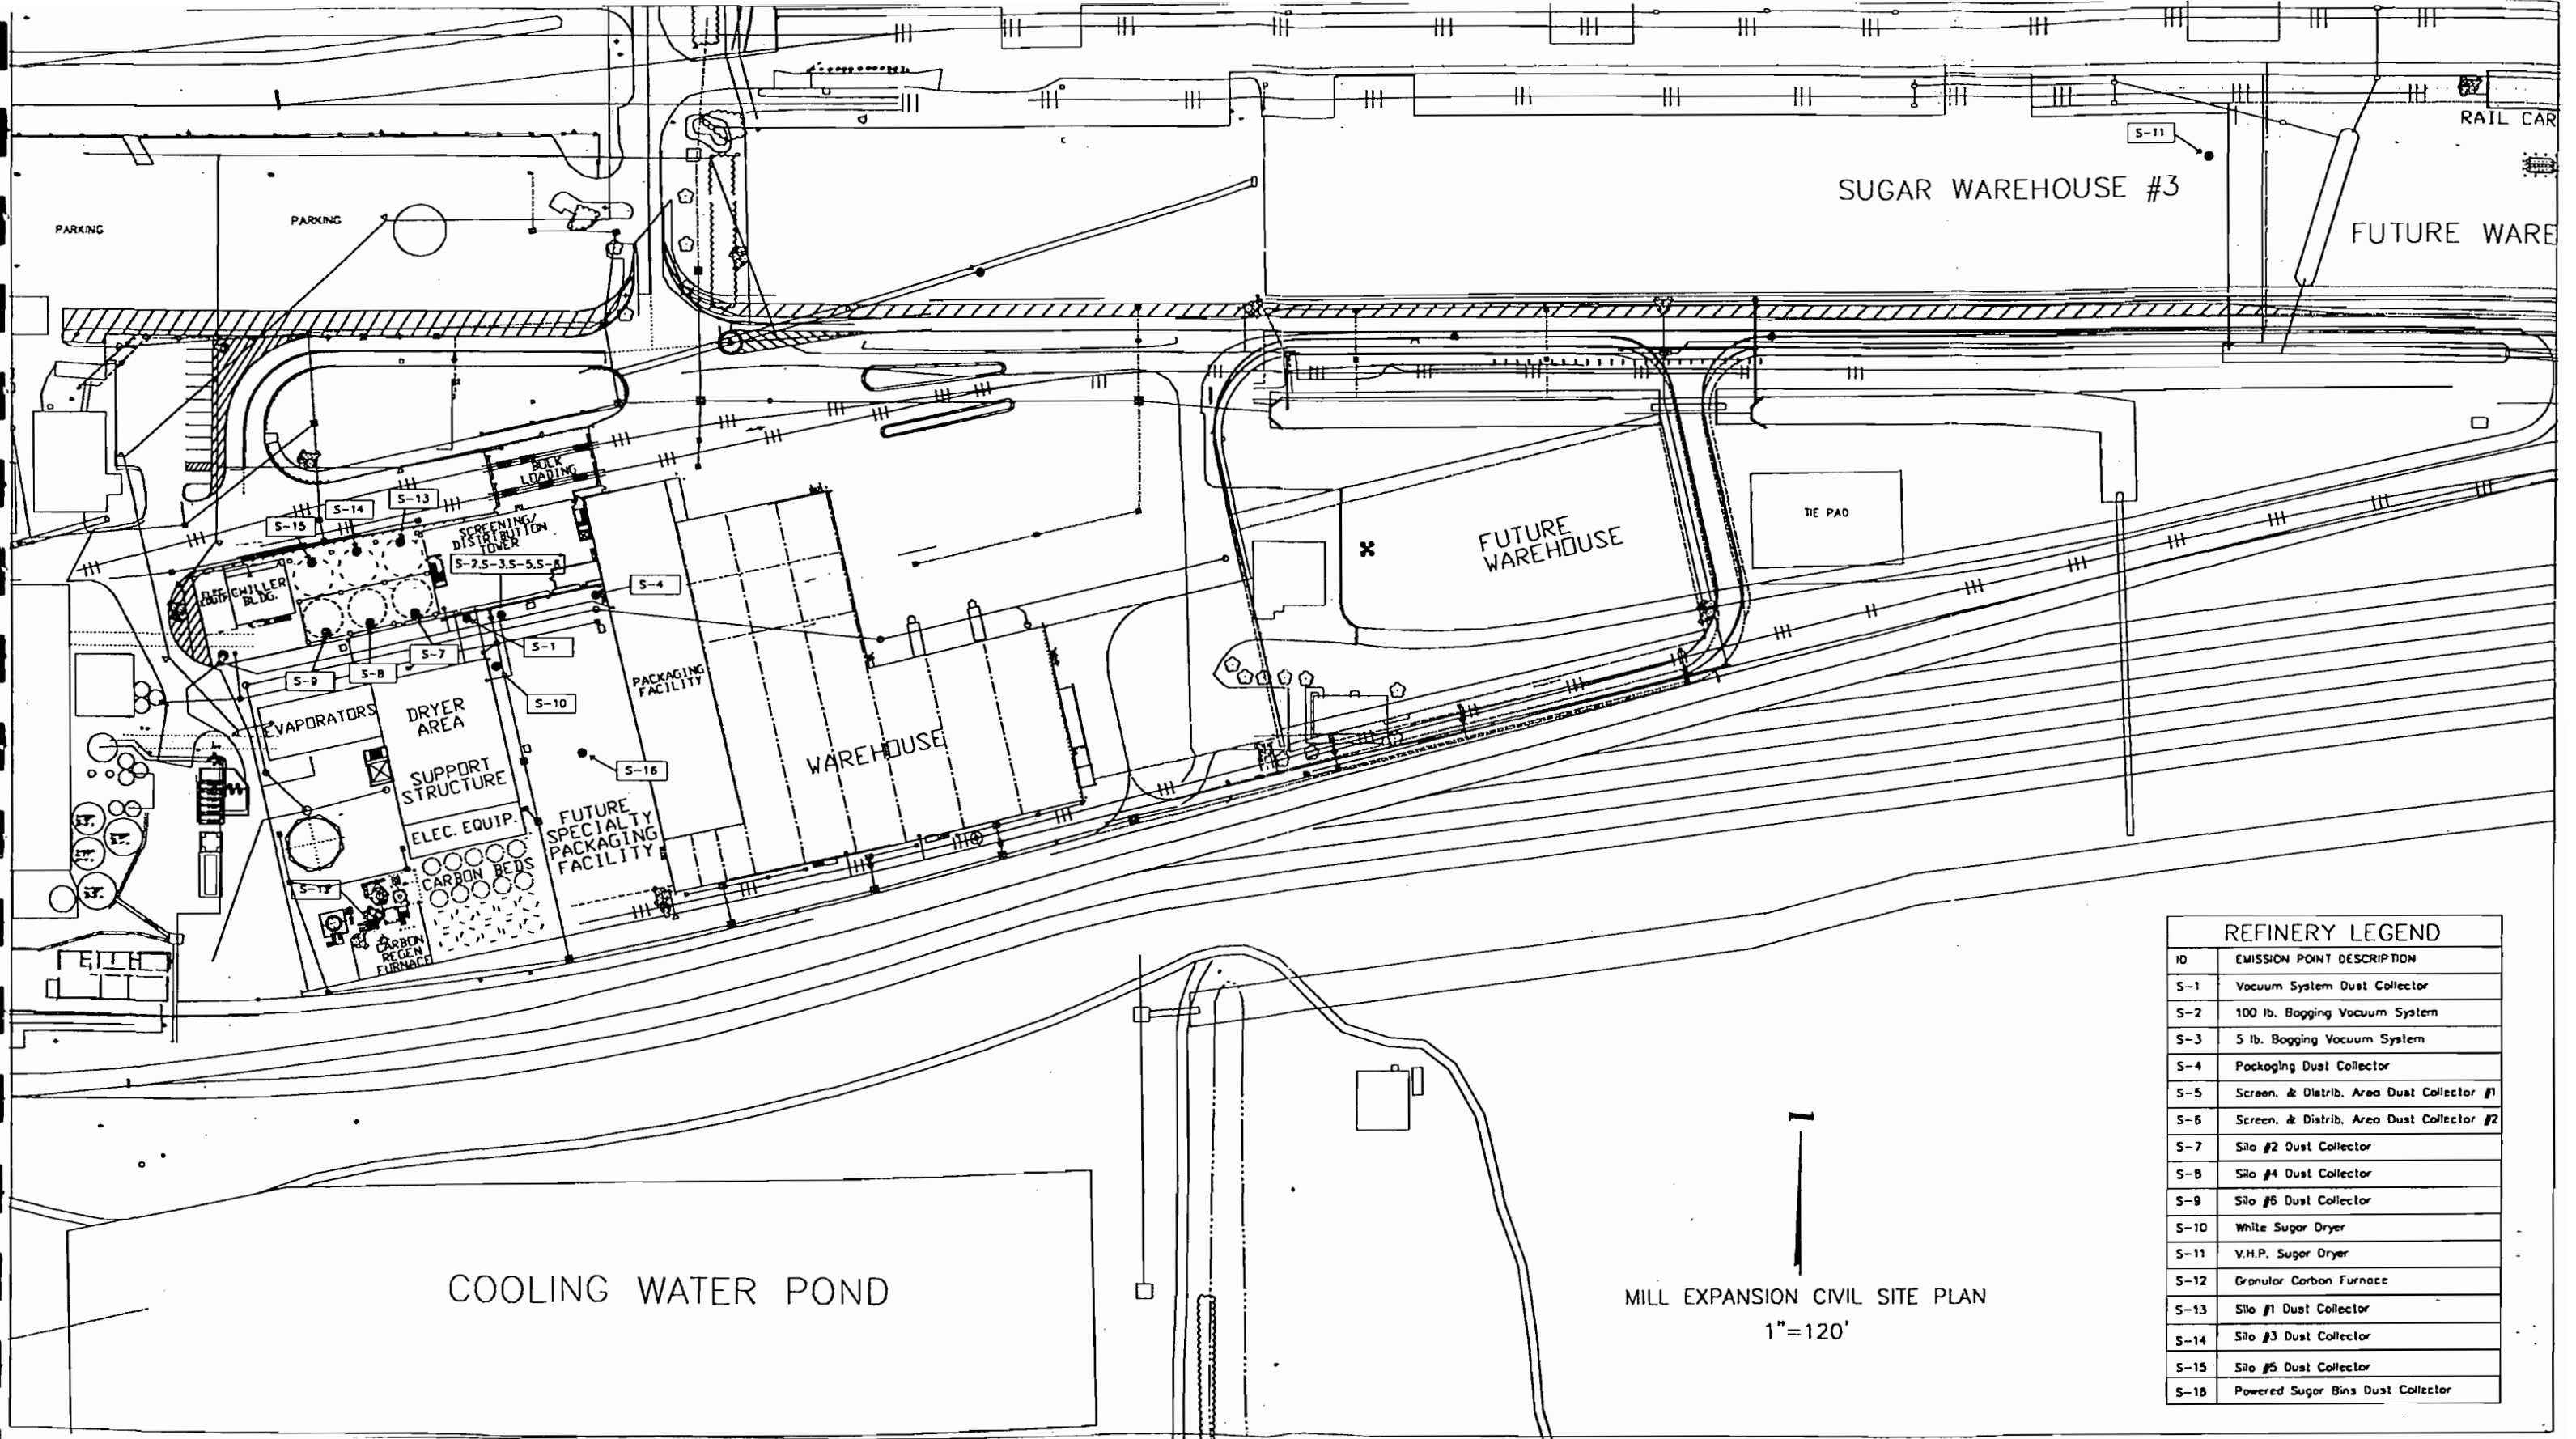 RAIL CAR
S-11
SUGAR WAREHOUSE #3
PARKING
PARKING
FUTURE WARE
BULK
LOADING
S-13
S-14
S-15
SCREENING/
DISTRIBUTION
TOWER
S-2,S-3,S-5,S-6
S-4
CHILLER
BLDG.
TIE PAD
FUTURE
WAREHOUSE
S-1
S-7
S-8
S-9
S-10
PACKAGING
FACILITY
EVAPORATORS
DRYER
AREA
WAREHOUSE
S-16
SUPPORT
STRUCTURE
ELEC. EQUIP.
FUTURE
SPECIALTY
PACKAGING
FACILITY
CARBON BEDS
S-12
CARBON
REGEN
FURNACE
COOLING WATER POND
MILL EXPANSION CIVIL SITE PLAN
1"=120'
REFINERY LEGEND
ID EMISSION POINT DESCRIPTION
S-1 Vacuum System Dust Collector
S-2 100 lb. Bagging Vacuum System
S-3 5 lb. Bagging Vacuum System
S-4 Packaging Dust Collector
S-5 Screen. & Distrib. Area Dust Collector #1
S-6 Screen. & Distrib. Area Dust Collector #2
S-7 Silo #2 Dust Collector
S-8 Silo #4 Dust Collector
S-9 Silo #6 Dust Collector
S-10 White Sugar Dryer
S-11 V.H.P. Sugar Dryer
S-12 Granular Carbon Furnace
S-13 Silo #1 Dust Collector
S-14 Silo #3 Dust Collector
S-15 Silo #5 Dust Collector
S-16 Powered Sugar Bins Dust Collector